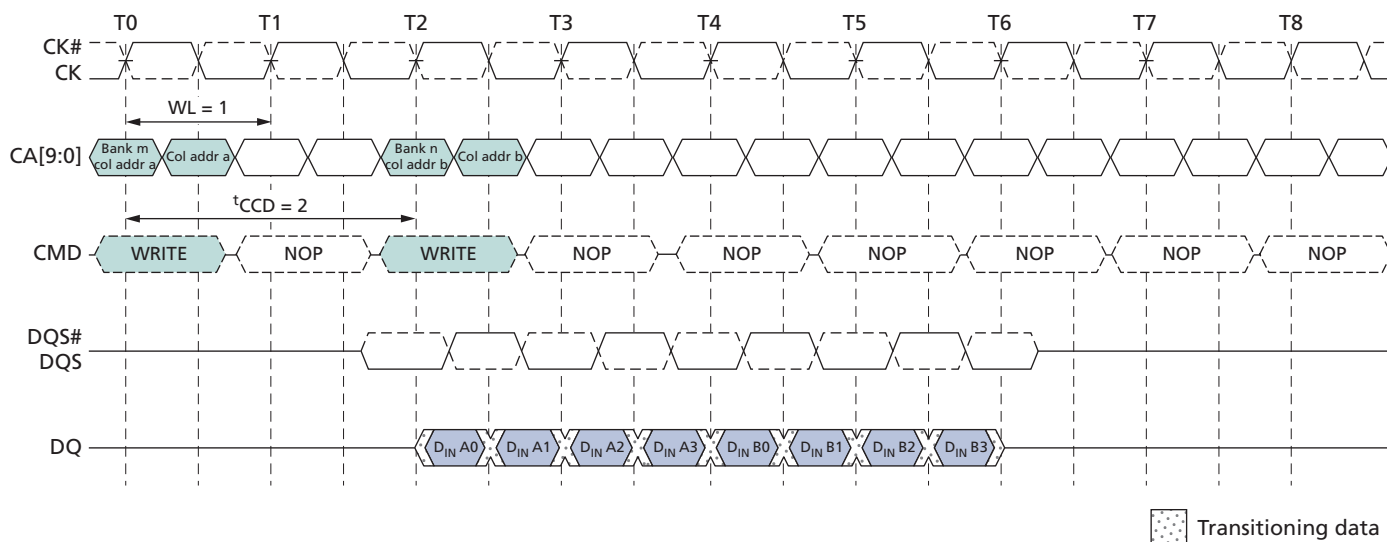 T0 T1 T2 T3 T4 T5 T6 T7 T8
CK#
CK
WL = 1
CA[9:0]
Bank m
col addr a
Col addr a
Bank n
col addr b
Col addr b
tCCD = 2
CMD
WRITE NOP WRITE NOP NOP NOP NOP NOP NOP
DQS#
DQS
DQ
DIN A0 DIN A1 DIN A2 DIN A3 DIN B0 DIN B1 DIN B2 DIN B3
Transitioning data